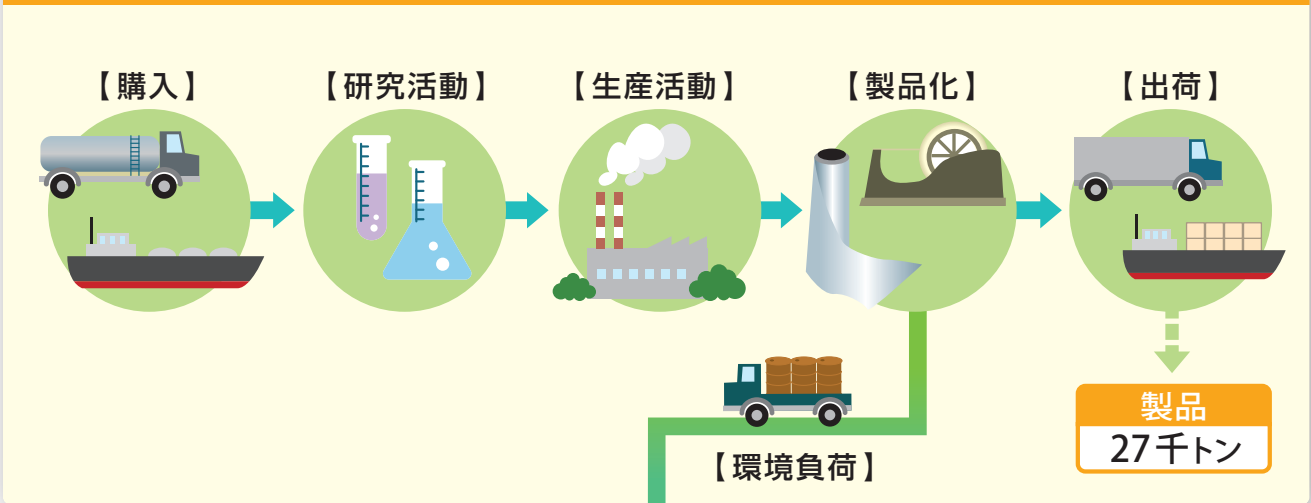 【購入】
【研究活動】
【生産活動】
【製品化】
【出荷】
【環境負荷】
製品
27千トン